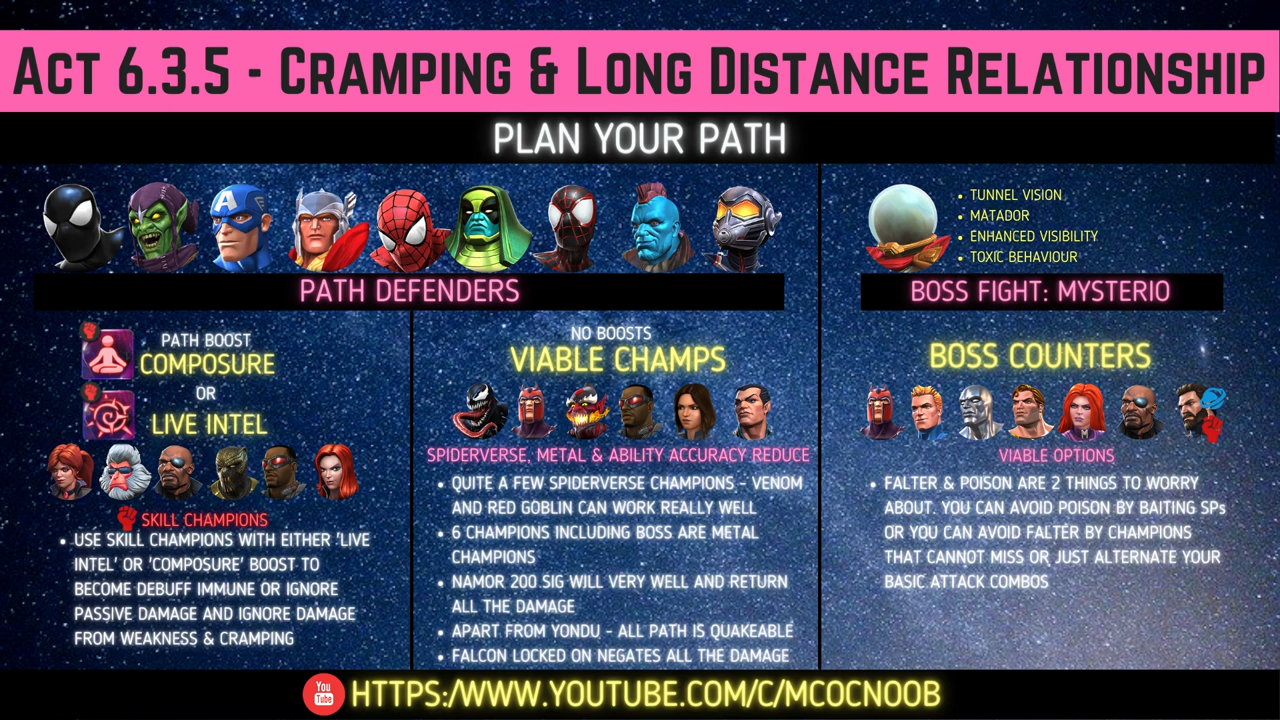 ACT 6.3.5 - CRAMPING & LONG DISTANCE RELATIONSHIP
PLAN YOUR PATH
PATH DEFENDERS
PATH BOOST
COMPOSURE
OR
LIVE INTEL
SKILL CHAMPIONS
• USE SKILL CHAMPIONS WITH EITHER 'LIVE
INTEL' OR 'COMPOSURE' BOOST TO
BECOME DEBUFF IMMUNE OR IGNORE
PASSIVE DAMAGE AND IGNORE DAMAGE
FROM WEAKNESS & CRAMPING
NO BOOSTS
VIABLE CHAMPS
SPIDERVERSE, METAL & ABILITY ACCURACY REDUCE
• QUITE A FEW SPIDERVERSE CHAMPIONS - VENOM
AND RED GOBLIN CAN WORK REALLY WELL
• 6 CHAMPIONS INCLUDING BOSS ARE METAL
CHAMPIONS
• NAMOR 200 SIG WILL VERY WELL AND RETURN
ALL THE DAMAGE
• APART FROM YONDU - ALL PATH IS QUAKEABLE
• FALCON LOCKED ON NEGATES ALL THE DAMAGE
• TUNNEL VISION
• MATADOR
• ENHANCED VISIBILITY
• TOXIC BEHAVIOUR
BOSS FIGHT: MYSTERIO
BOSS COUNTERS
VIABLE OPTIONS
• FALTER & POISON ARE 2 THINGS TO WORRY
ABOUT. YOU CAN AVOID POISON BY BAITING SPs
OR YOU CAN AVOID FALTER BY CHAMPIONS
THAT CANNOT MISS OR JUST ALTERNATE YOUR
BASIC ATTACK COMBOS
You
Tube
HTTPS:/WWW.YOUTUBE.COM/C/MCOCNOOB